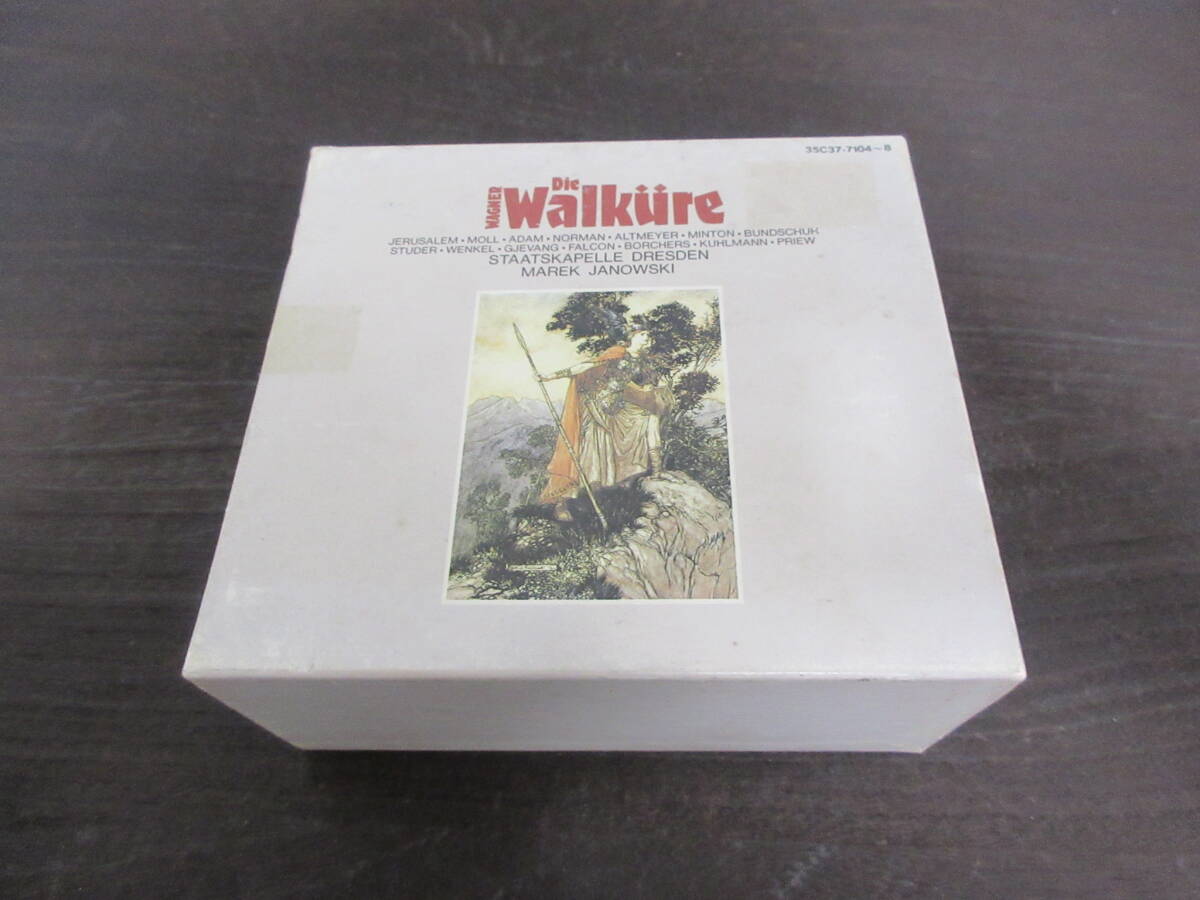 35C37-7104~8
WAGNER
Die
Walküre
JERUSALEM・MOLL・ADAM・NORMAN・ALTMEYER・MINTON・BUNDSCHUK
STUDER・WENKEL・GJEVANG・FALCON・BORCHERS・KUHLMANN・PRIEW
STAATSKAPELLE DRESDEN
MAREK JANOWSKI